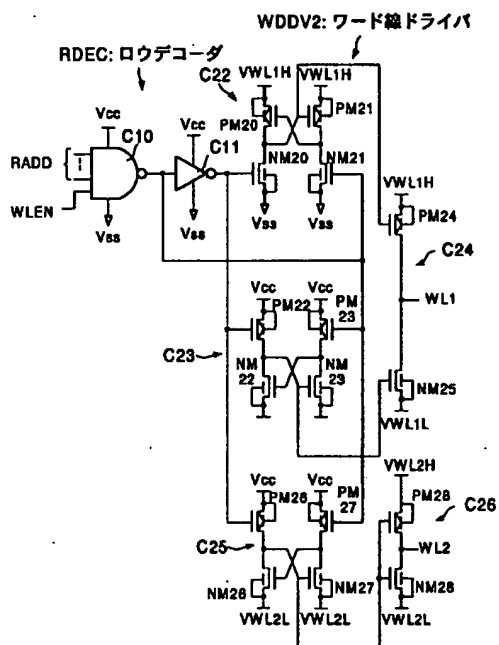 WDDV2: ワード線ドライバ
RDEC: ロウデコーダ
C22
VWL1H VWL1H
Vcc
C10
Vcc
C11
PM20
PM21
RADD
WLEN
NM20
NM21
Vss
Vss
Vss
Vss
VWL1H
PM24
C24
WL1
Vcc
PM22
Vcc
PM
23
C23
NM
22
NM
23
NM25
VWL1L
VWL2H
Vcc
PM26
Vcc
PM
27
PM28
C26
C25
WL2
NM26
NM27
NM28
VWL2L
VWL2L
VWL2L